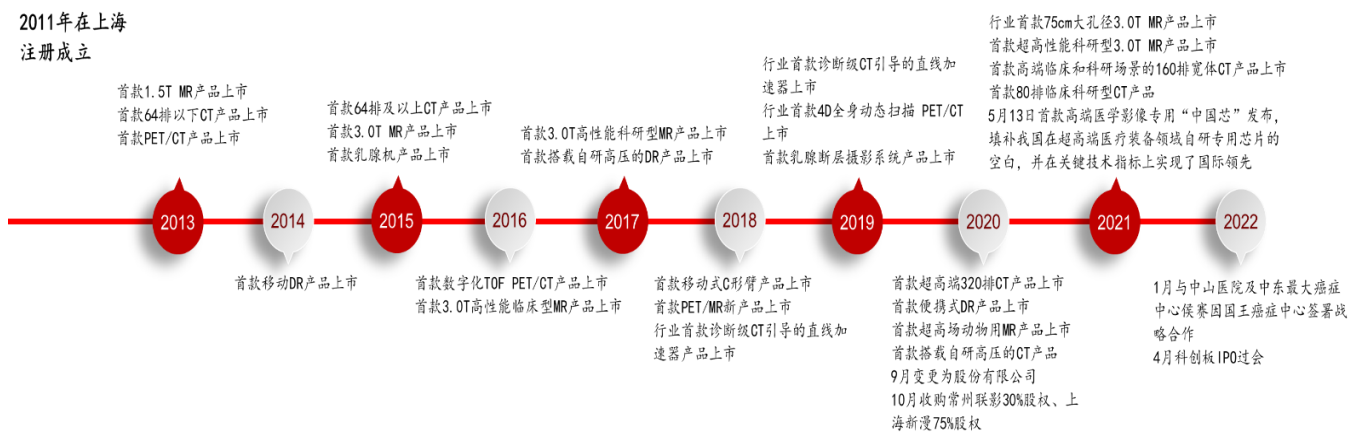 2011年在上海
注册成立
首款1.5T MR产品上市
首款64排以下CT产品上市
首款PET/CT产品上市
2013
2014
首款移动DR产品上市
首款64排及以上CT产品上市
首款3.0T MR产品上市
首款乳腺机产品上市
2015
2016
首款数字化TOF PET/CT产品上市
首款3.0T高性能临床型MR产品上市
首款3.0T高性能科研型MR产品上市
首款搭载自研高压的DR产品上市
2017
2018
首款移动式C形臂产品上市
首款PET/MR新产品上市
行业首款诊断级CT引导的直线加
速器产品上市
行业首款诊断级CT引导的直线加
速器上市
行业首款4D全身动态扫描 PET/CT
上市
首款乳腺断层摄影系统产品上市
2019
2020
首款超高端320排CT产品上市
首款便携式DR产品上市
首款超高场动物用MR产品上市
首款搭载自研高压的CT产品
9月变更为股份有限公司
10月收购常州联影30%股权、上
海新漫75%股权
行业首款75cm大孔径3.0T MR产品上市
首款超高性能科研型3.0T MR产品上市
首款高端临床和科研场景的160排宽体CT产品上市
首款80排临床科研型CT产品
5月13日首款高端医学影像专用“中国芯”发布，
填补我国在超高端医疗装备领域自研专用芯片的
空白，并在关键技术指标上实现了国际领先
2021
2022
1月与中山医院及中东最大癌症
中心侯赛因国王癌症中心签署战
略合作
4月科创板IPO过会